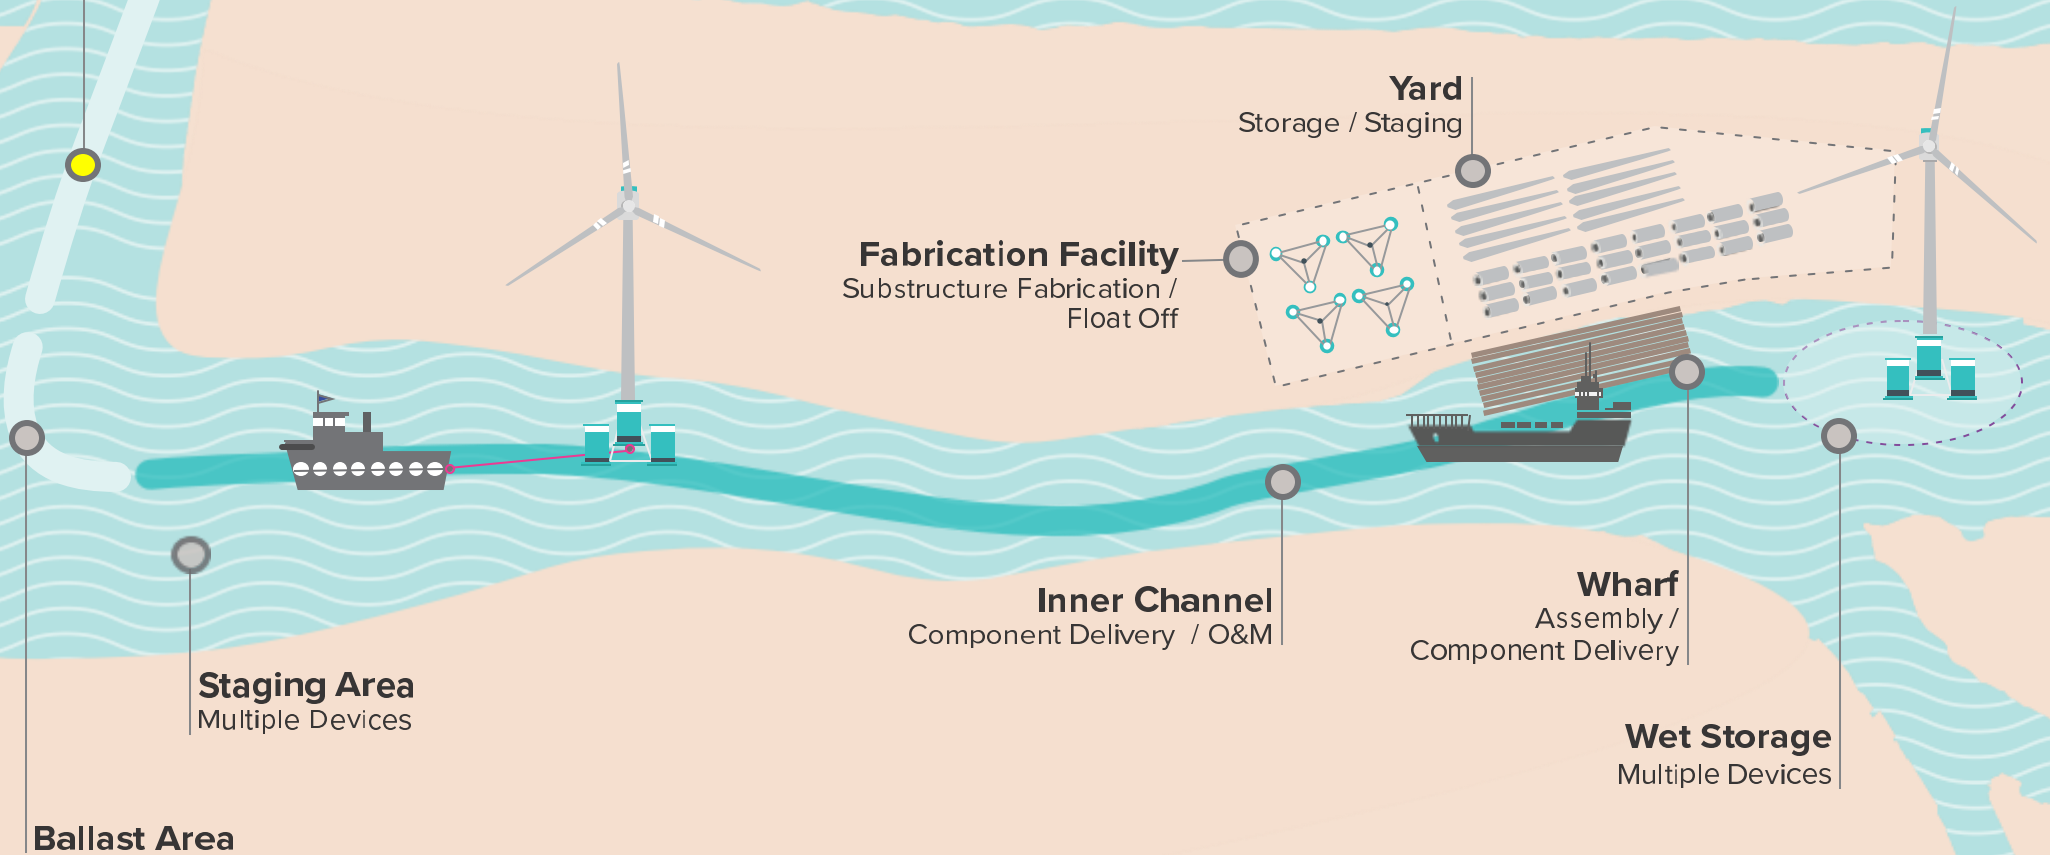 Yard
Storage / Staging
Fabrication Facility
Substructure Fabrication /
Float Off
Inner Channel
Component Delivery / O&M
Wharf
Assembly /
Component Delivery
Staging Area
Multiple Devices
Wet Storage
Multiple Devices
Ballast Area